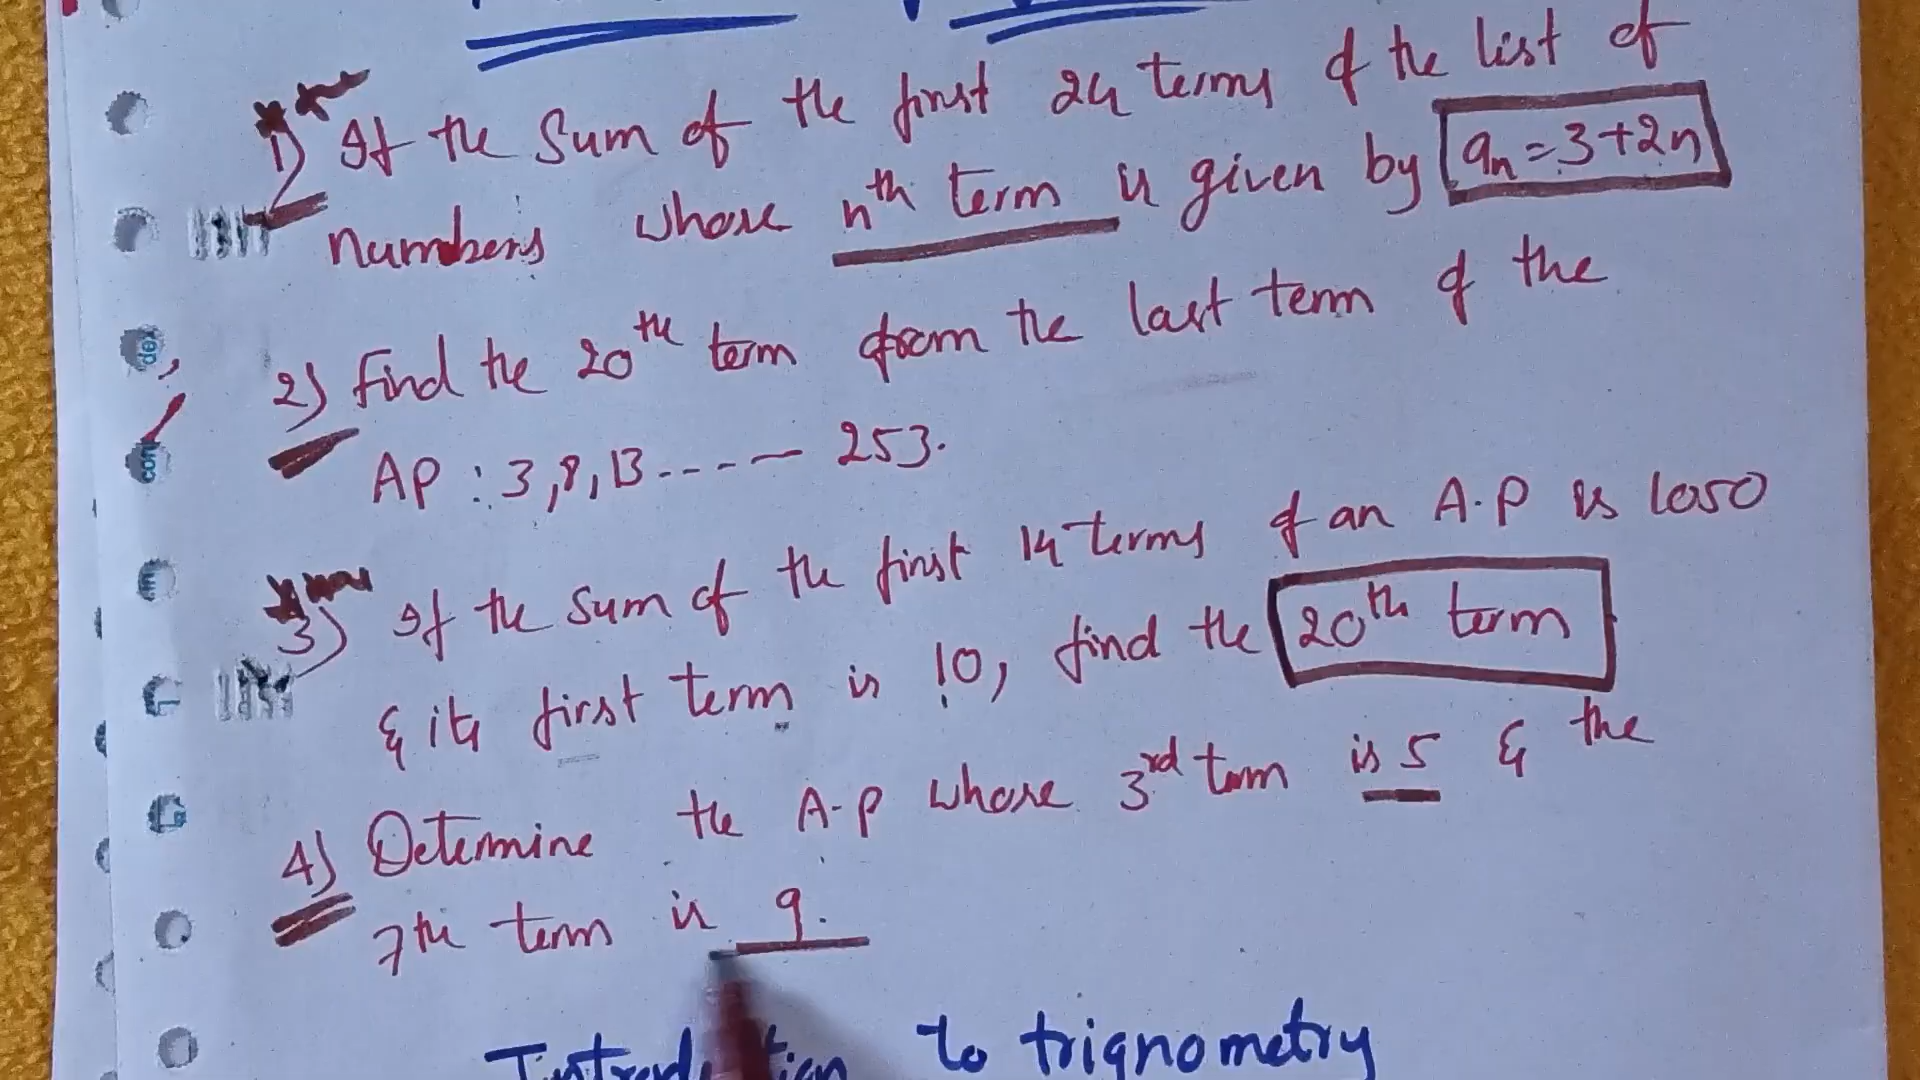 1) If the Sum of the first 24 terms of the list of
numbers whose nth term is given by an = 3+2n
2) Find the 20th term from the last term of the
AP : 3,8,13 ----- 253.
3) If the sum of the first 14 terms of an A.P is 1050
& its first term is 10, find the 20th term
4) Determine the A-P whose 3rd term is 5 & the
7th term is 9.
to trignometry